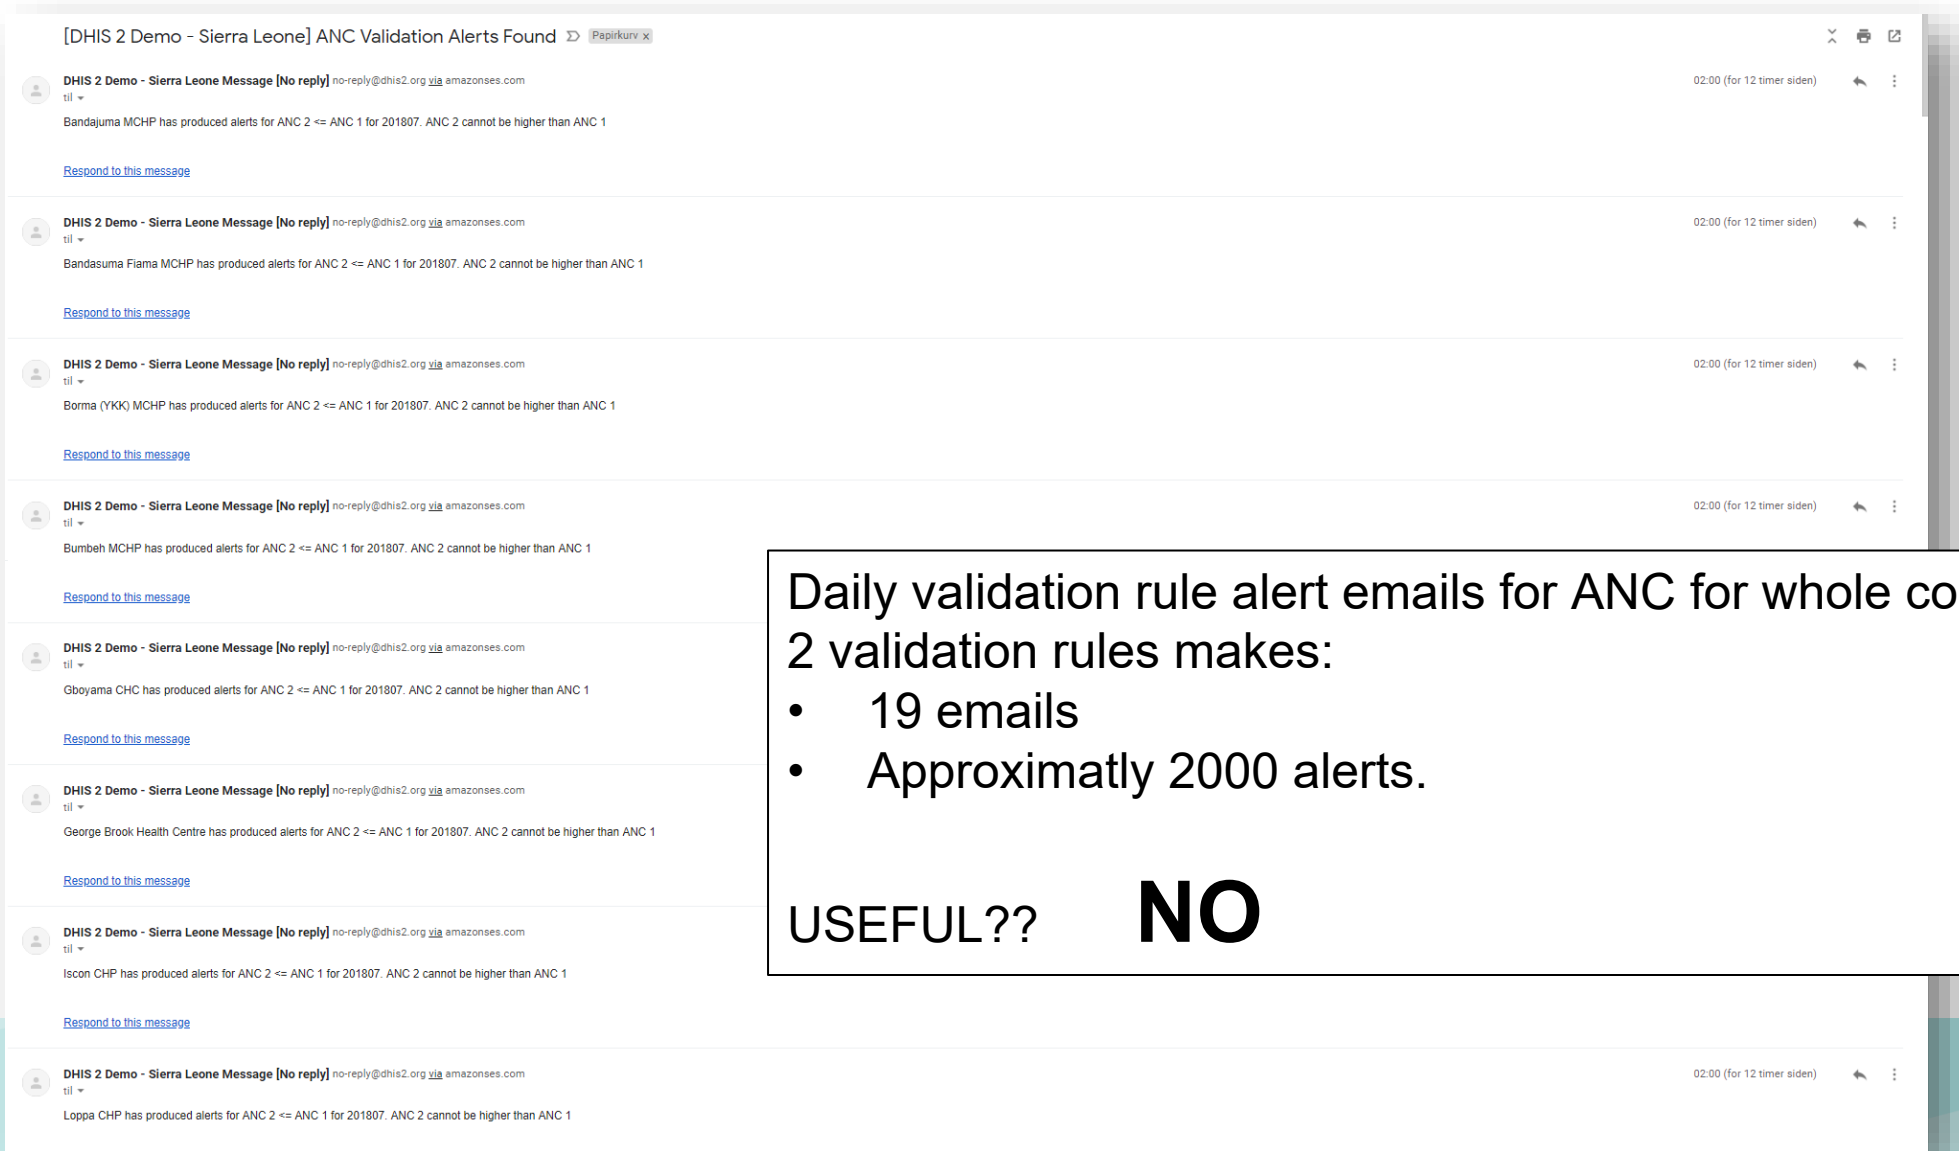 [DHIS 2 Demo - Sierra Leone] ANC Validation Alerts Found Papirkurv x
DHIS 2 Demo - Sierra Leone Message [No reply] no-reply@dhis2.org via amazonses.com 02:00 (for 12 timer siden)
til
Bandajuma MCHP has produced alerts for ANC 2 <= ANC 1 for 201807. ANC 2 cannot be higher than ANC 1
Respond to this message
DHIS 2 Demo - Sierra Leone Message [No reply] no-reply@dhis2.org via amazonses.com 02:00 (for 12 timer siden)
til
Bandasuma Fiama MCHP has produced alerts for ANC 2 <= ANC 1 for 201807. ANC 2 cannot be higher than ANC 1
Respond to this message
DHIS 2 Demo - Sierra Leone Message [No reply] no-reply@dhis2.org via amazonses.com 02:00 (for 12 timer siden)
til
Borma (YKK) MCHP has produced alerts for ANC 2 <= ANC 1 for 201807. ANC 2 cannot be higher than ANC 1
Respond to this message
DHIS 2 Demo - Sierra Leone Message [No reply] no-reply@dhis2.org via amazonses.com 02:00 (for 12 timer siden)
til
Bumbeh MCHP has produced alerts for ANC 2 <= ANC 1 for 201807. ANC 2 cannot be higher than ANC 1
Respond to this message
DHIS 2 Demo - Sierra Leone Message [No reply] no-reply@dhis2.org via amazonses.com
til
Gboyama CHC has produced alerts for ANC 2 <= ANC 1 for 201807. ANC 2 cannot be higher than ANC 1
Respond to this message
DHIS 2 Demo - Sierra Leone Message [No reply] no-reply@dhis2.org via amazonses.com
til
George Brook Health Centre has produced alerts for ANC 2 <= ANC 1 for 201807. ANC 2 cannot be higher than ANC 1
Respond to this message
DHIS 2 Demo - Sierra Leone Message [No reply] no-reply@dhis2.org via amazonses.com
til
Iscon CHP has produced alerts for ANC 2 <= ANC 1 for 201807. ANC 2 cannot be higher than ANC 1
Respond to this message
DHIS 2 Demo - Sierra Leone Message [No reply] no-reply@dhis2.org via amazonses.com 02:00 (for 12 timer siden)
til
Loppa CHP has produced alerts for ANC 2 <= ANC 1 for 201807. ANC 2 cannot be higher than ANC 1
Daily validation rule alert emails for ANC for whole co
2 validation rules makes:
• 19 emails
• Approximatly 2000 alerts.
USEFUL?? NO